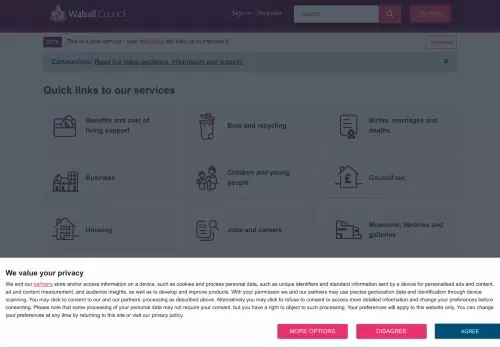 Walsall Council
Sign in
Register
search
Menu
BETA This is a new service - your feedback will help us to improve it
Coronavirus: Read the latest guidance, information and support.
Quick links to our services
Benefits and cost of
living support
Bins and recycling
Births, marriages and
deaths
Business
Children and young
people
Council tax
Housing
Jobs and careers
Museums, libraries and
galleries
We value your privacy
We and our partners store and/or access information on a device, such as cookies and process personal data, such as unique identifiers and standard information sent by a device for personalised ads and content,
ad and content measurement, and audience insights, as well as to develop and improve products. With your permission we and our partners may use precise geolocation data and identification through device
scanning. You may click to consent to our and our partners' processing as described above. Alternatively you may click to refuse to consent or access more detailed information and change your preferences before
consenting. Please note that some processing of your personal data may not require your consent, but you have a right to object to such processing. Your preferences will apply to this website only. You can change
your preferences at any time by returning to this site or visit our privacy policy.
MORE OPTIONS
DISAGREE
AGREE